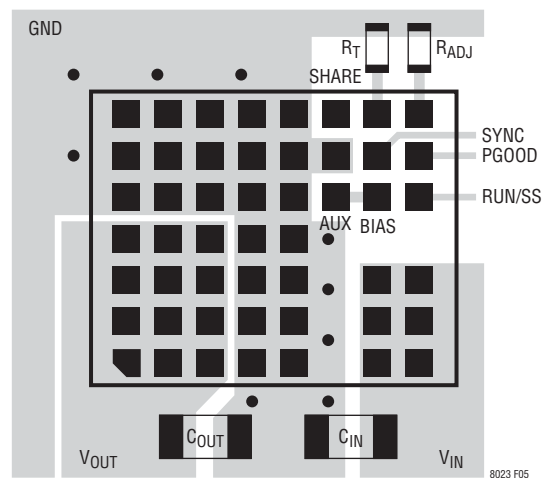 GND
RT
RADJ
SHARE
SYNC
PGOOD
RUN/SS
AUX
BIAS
COUT
CIN
VOUT
VIN
8023 F05